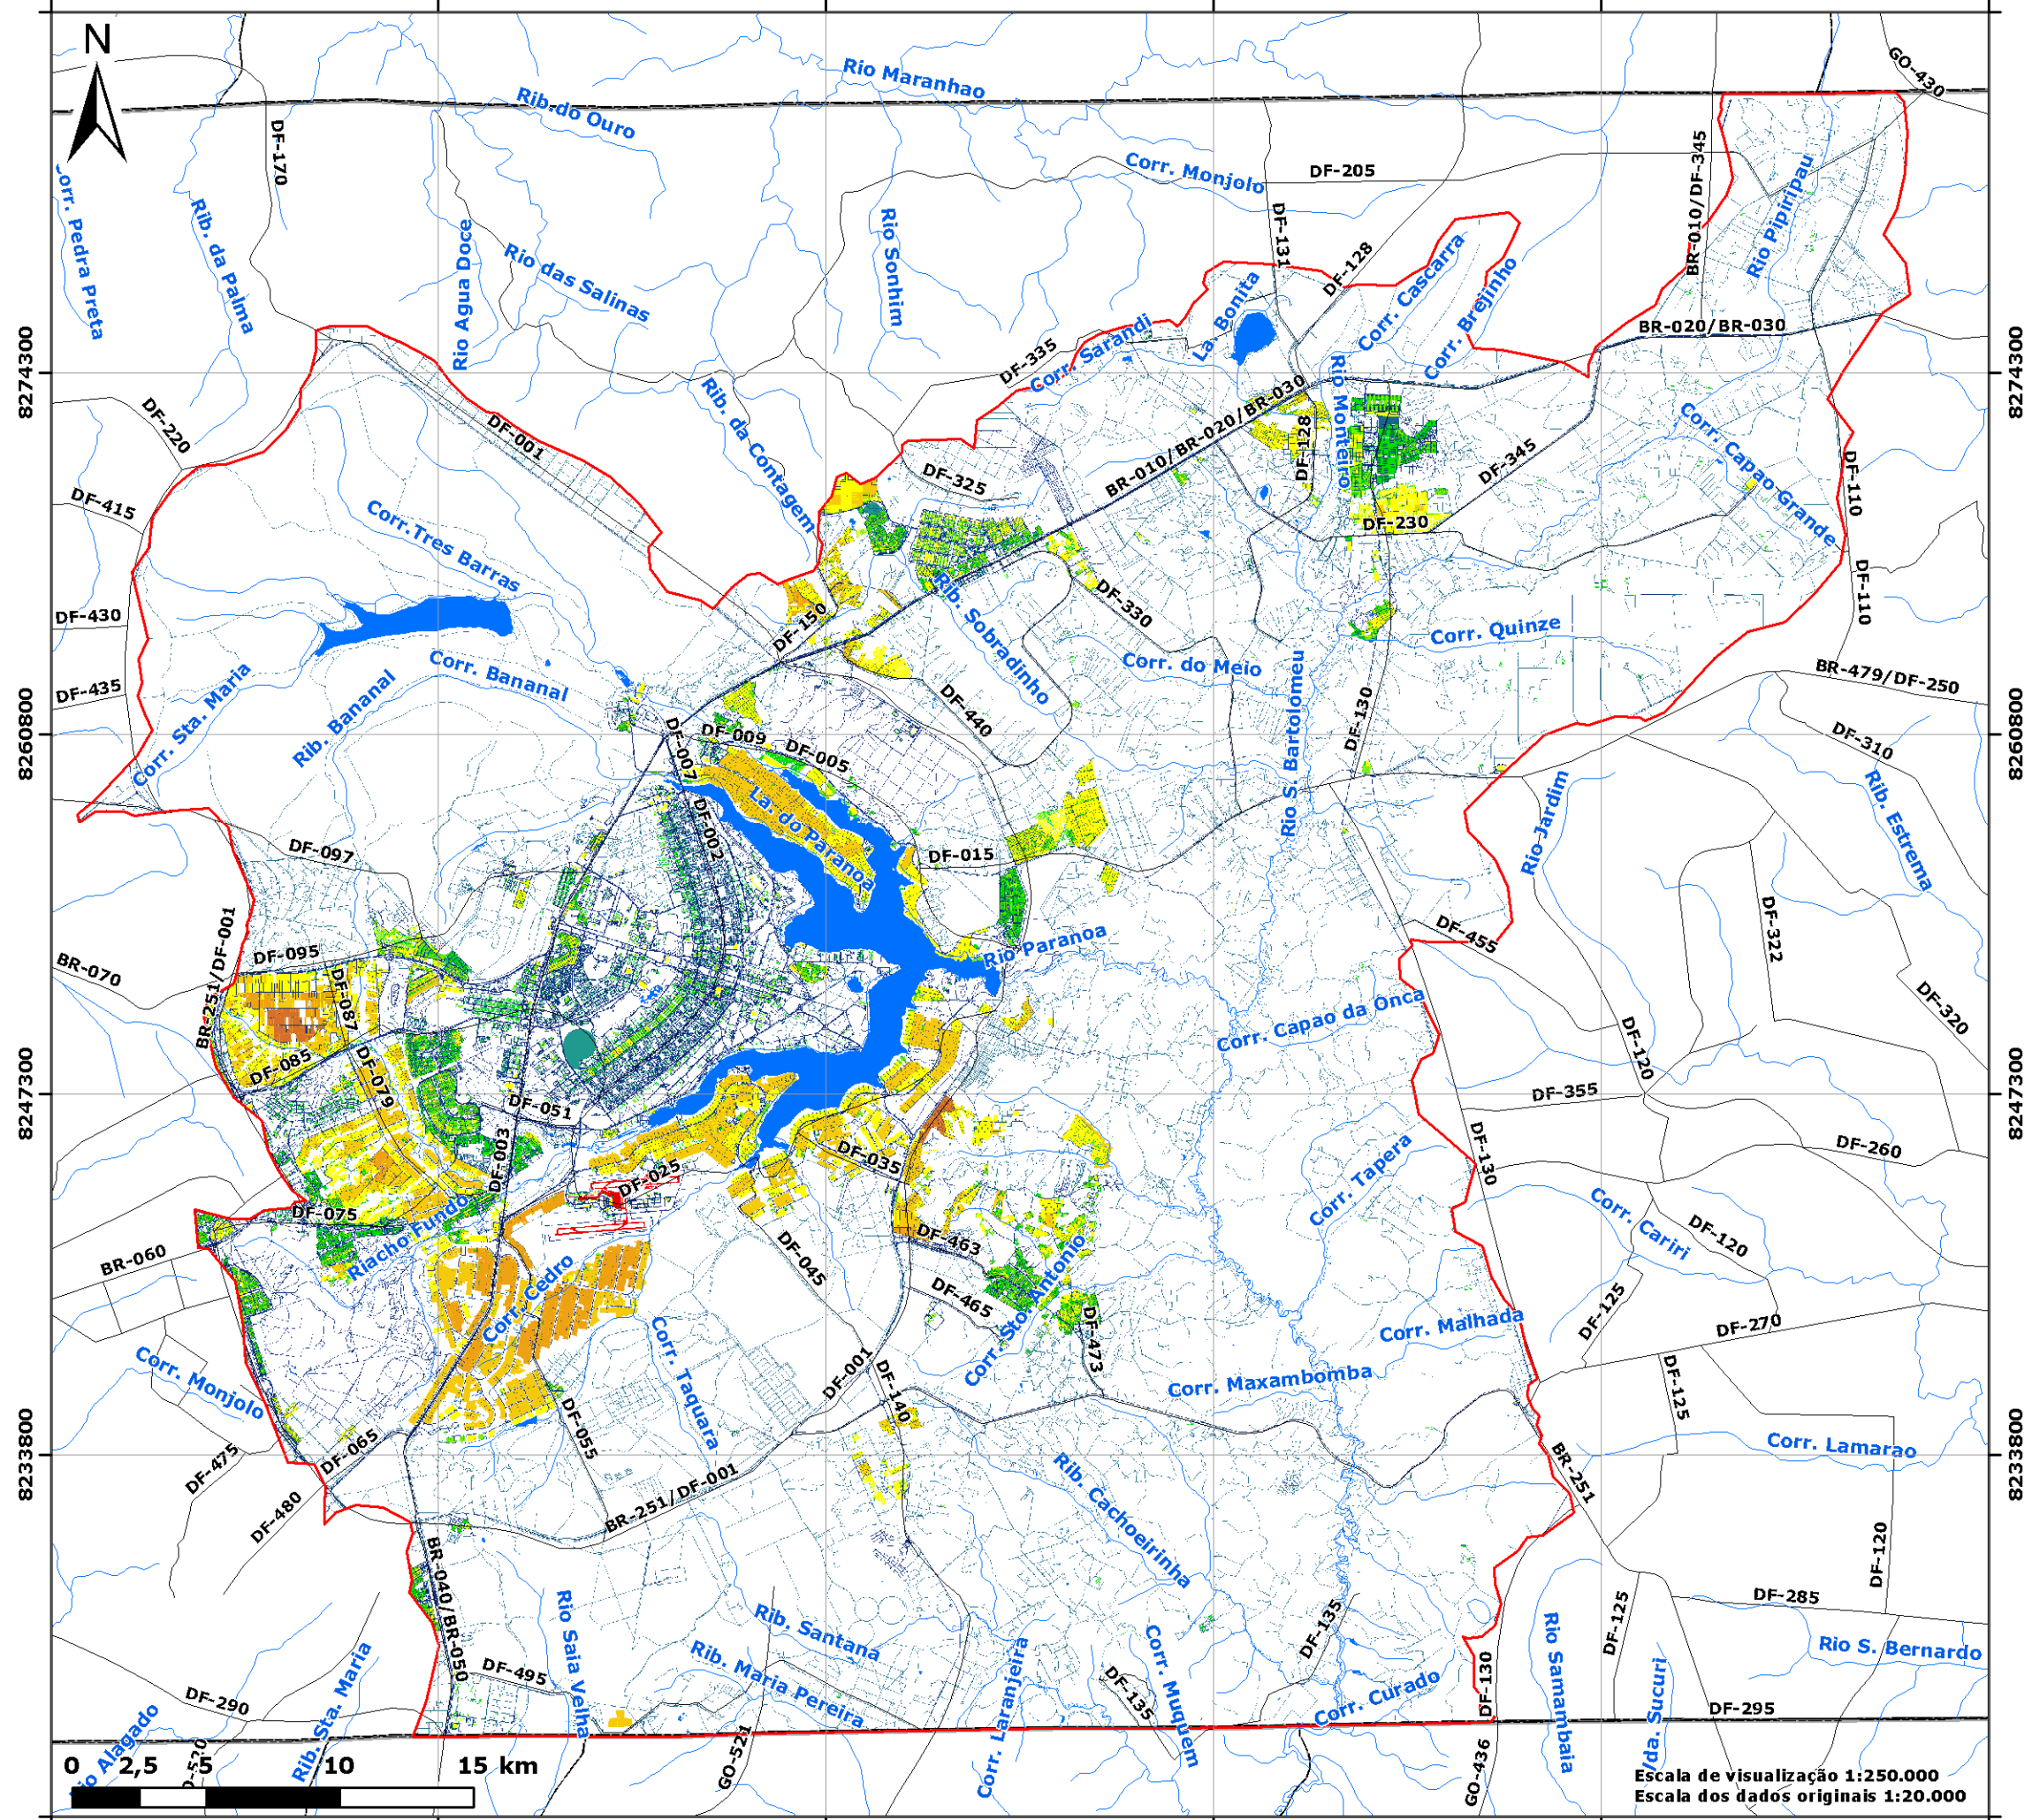 N
GO-430
Rio Maranhao
Rib.do Ouro
DF-170
Corr. Monjolo
DF-205
BR-010/DF-345
Rio Pipiripau
Corr. Pedra Preta
Rib. da Palma
Rio Agua Doce
Rio das Salinas
Rio Sonhim
DF-131
DF-128
Corr. Cascarra
Corr. Brejinho
La. Bonita
BR-020/BR-030
8274300
8274300
DF-335
Corr. Sarandi
DF-220
DF-001
Rib. da Contagem
BR-010/BR-020/BR-030
DF-128
Rio Monteiro
DF-345
Corr. Capao Grande
DF-110
DF-325
DF-415
Corr.Tres Barras
DF-230
DF-110
DF-430
DF-150
Rib. Sobradinho
DF-330
Corr. Quinze
Corr. Sta. Maria
DF-435
Rib. Bananal
Corr. Bananal
Corr. do Meio
Rio S. Bartolomeu
DF-440
DF-130
BR-479/DF-250
8260800
8260800
DF-007
DF-009
DF-005
DF-310
DF-002
La. do Paranoa
Rio Jardim
Rib. Estrema
DF-097
DF-015
BR-251/DF-001
DF-455
DF-322
DF-095
Rio Paranoa
BR-070
DF-087
Corr. Capao da Onca
DF-320
DF-120
DF-085
DF-079
8247300
8247300
DF-051
DF-355
DF-003
DF-035
DF-025
Corr. Tapera
DF-130
DF-260
Corr. Cariri
DF-120
DF-075
Riacho Fundo
BR-060
DF-045
DF-463
DF-465
Corr. Sto. Antonio
Corr. Cedro
DF-125
DF-270
Corr. Malhada
Corr. Monjolo
Corr. Taquara
DF-001
DF-140
DF-473
Corr. Maxambomba
DF-125
DF-055
DF-065
DF-475
8233800
8233800
Corr. Lamarao
BR-251
DF-480
BR-251/DF-001
Rib. Cachoeirinha
DF-120
BR-040/BR-050
Rio Saia Velha
Rib. Santana
Rib. Maria Pereira
DF-135
DF-125
DF-285
Rio S. Bernardo
DF-495
Corr. Laranjeira
Corr. Muquem
DF-135
Corr. Curado
DF-130
Rio Samambaia
Vda. Sucuri
DF-290
Rib. Sta. Maria
DF-295
Rio Alagado
GO-521
GO-436
0 2,5 5 10 15 km
Escala de visualização 1:250.000
Escala dos dados originais 1:20.000